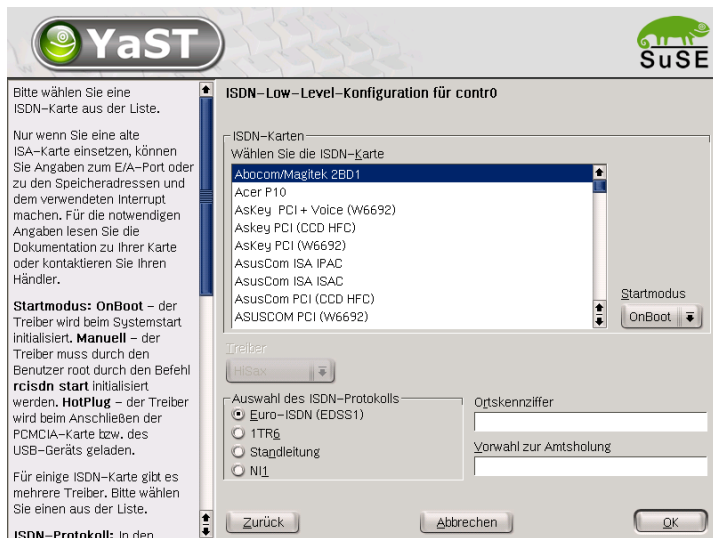 YaST
SuSE
Bitte wählen Sie eine
ISDN-Karte aus der Liste.
Nur wenn Sie eine alte
ISA-Karte einsetzen, können
Sie Angaben zum E/A-Port oder
zu den Speicheradressen und
dem verwendeten Interrupt
machen. Für die notwendigen
Angaben lesen Sie die
Dokumentation zu Ihrer Karte
oder kontaktieren Sie Ihren
Händler.
Startmodus: OnBoot – der
Treiber wird beim Systemstart
initialisiert. Manuell – der
Treiber muss durch den
Benutzer root durch den Befehl
rcisdn start initialisiert
werden. HotPlug – der Treiber
wird beim Anschließen der
PCMCIA-Karte bzw. des
USB-Geräts geladen.
Für einige ISDN-Karte gibt es
mehrere Treiber. Bitte wählen
Sie einen aus der Liste.
ISDN-Protokoll: In den
ISDN-Low-Level-Konfiguration für contr0
ISDN-Karten
Wählen Sie die ISDN-Karte
Abocom/Magitek 2BD1
Acer P10
AsKey PCI + Voice (W6692)
Askey PCI (CCD HFC)
AsKey PCI (W6692)
AsusCom ISA IPAC
AsusCom ISA ISAC
AsusCom PCI (CCD HFC)
ASUSCOM PCI (W6692)
Startmodus
OnBoot
Treiber
HiSax
Auswahl des ISDN-Protokolls
Euro-ISDN (EDSS1)
1TR6
Standleitung
NI1
Ortskennziffer
Vorwahl zur Amtsholung
Zurück
Abbrechen
OK